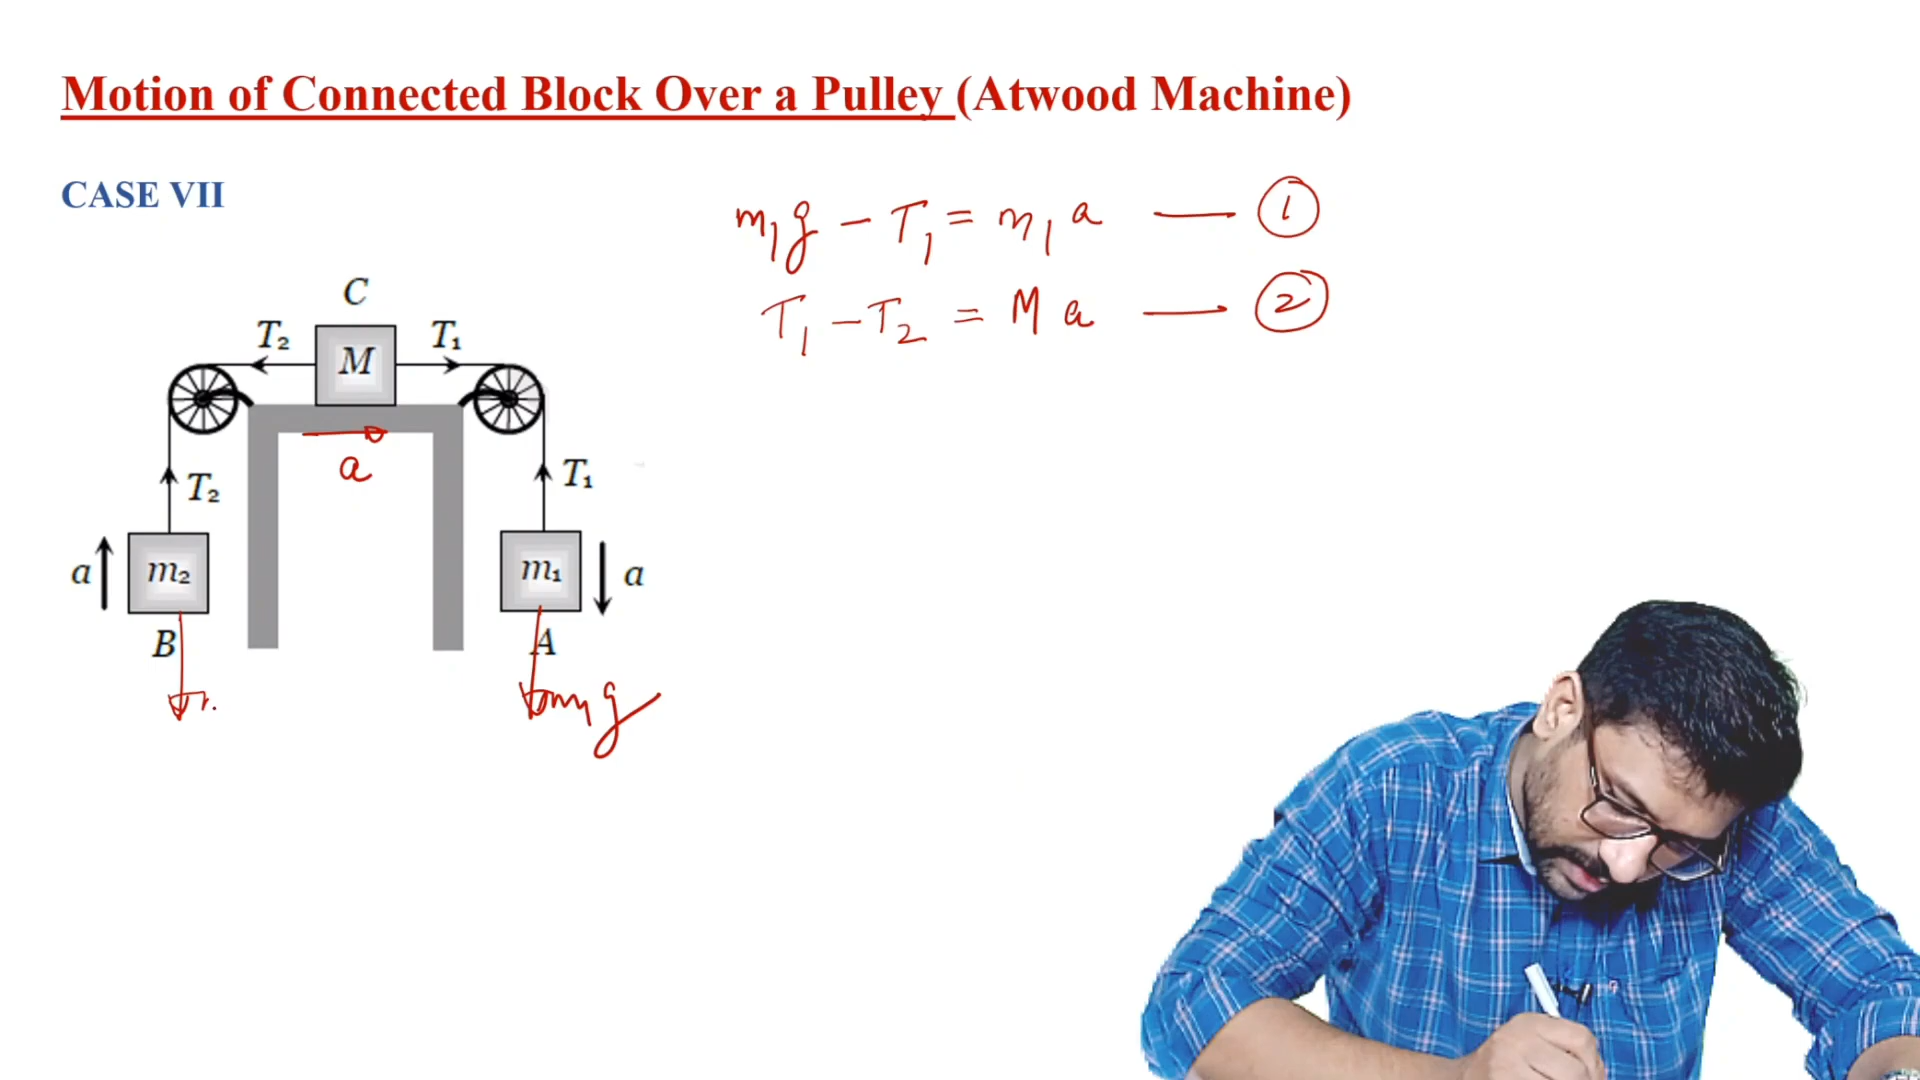 Motion of Connected Block Over a Pulley (Atwood Machine)
CASE VII
m₁g − T₁ = m₁a — ①
T₁ − T₂ = Ma — ②
C
T₂ M T₁
a
T₂ T₁
a m₂ m₁ a
B A
m₁g